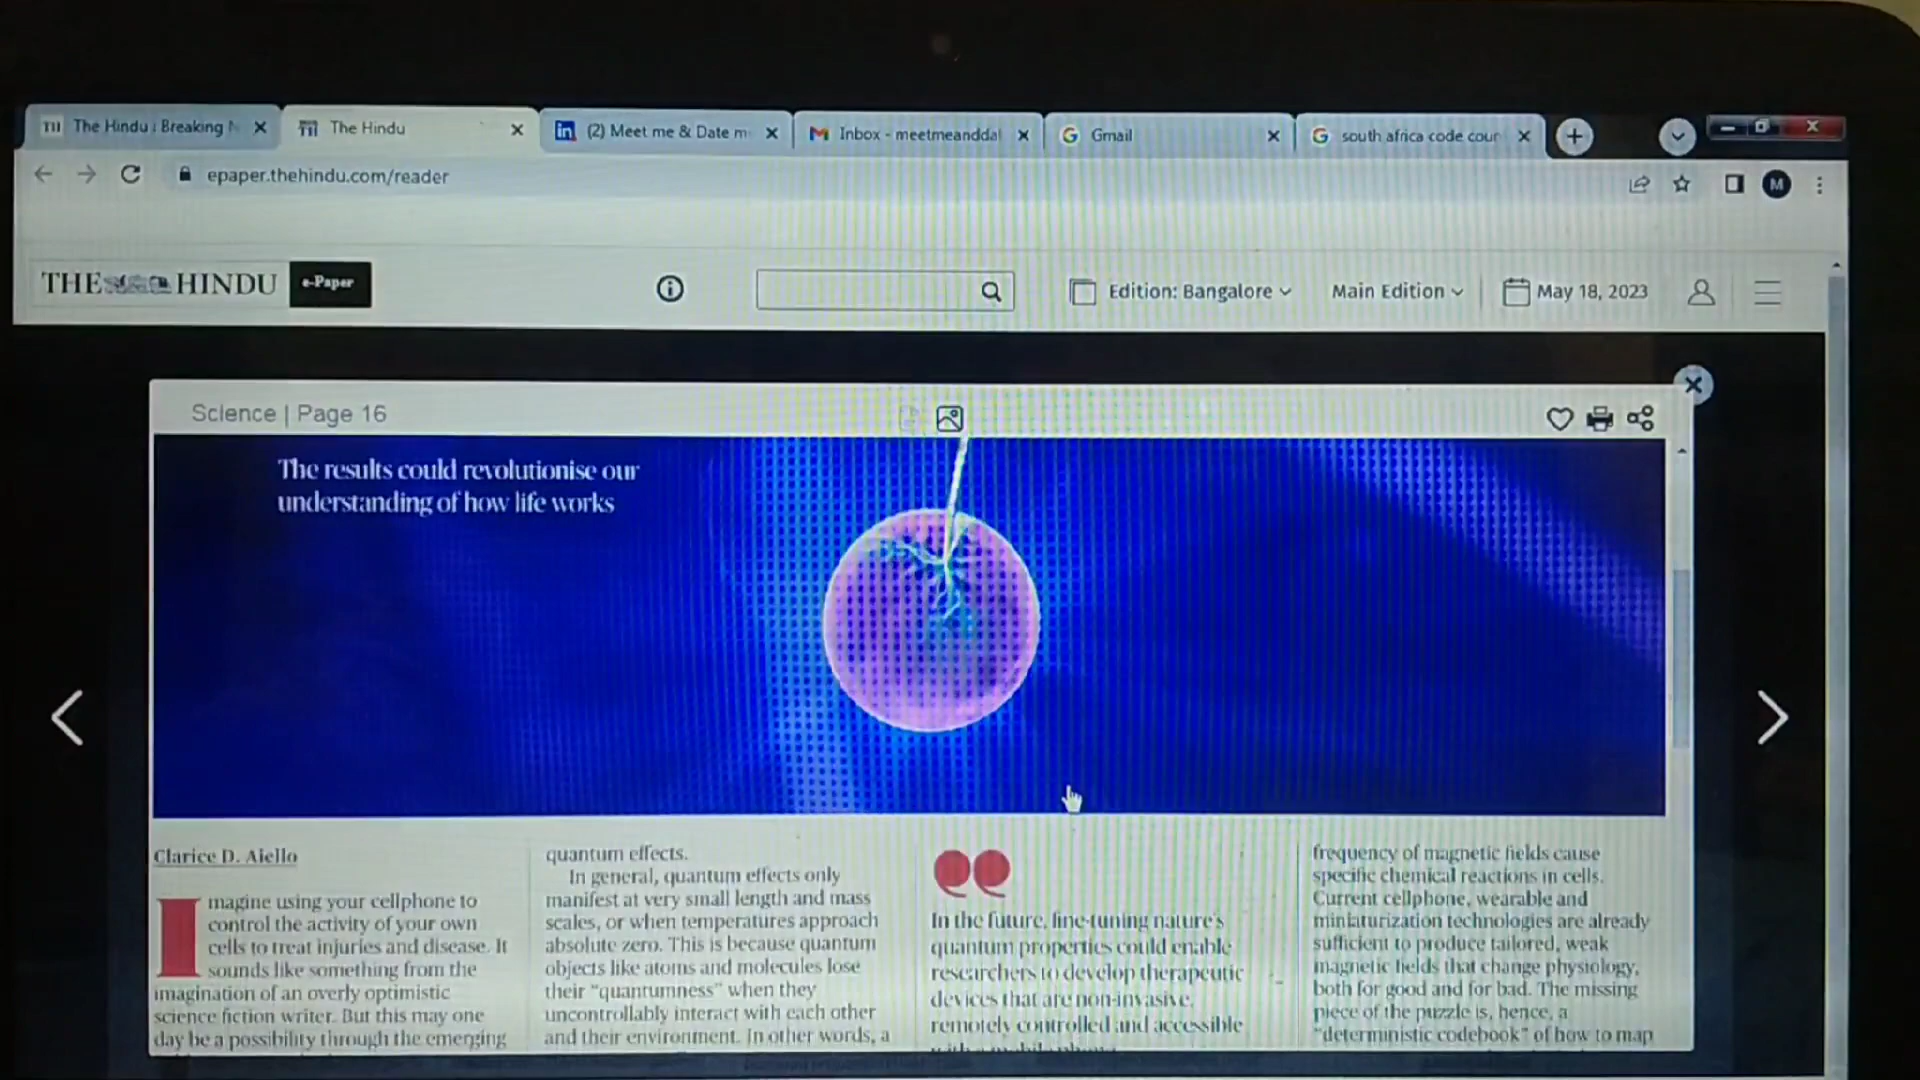 The Hindu : Breaking N
The Hindu
(2) Meet me & Date m
Inbox - meetmeanddat
Gmail
south africa code cour
epaper.thehindu.com/reader
M
THE HINDU
e-Paper
Edition: Bangalore
Main Edition
May 18, 2023
Science | Page 16
The results could revolutionise our
understanding of how life works
Clarice D. Aiello
Imagine using your cellphone to
control the activity of your own
cells to treat injuries and disease. It
sounds like something from the
imagination of an overly optimistic
science fiction writer. But this may one
day be a possibility through the emerging
quantum effects.
In general, quantum effects only
manifest at very small length and mass
scales, or when temperatures approach
absolute zero. This is because quantum
objects like atoms and molecules lose
their “quantumness” when they
uncontrollably interact with each other
and their environment. In other words, a
In the future, fine-tuning nature's
quantum properties could enable
researchers to develop therapeutic
devices that are non-invasive,
remotely controlled and accessible
frequency of magnetic fields cause
specific chemical reactions in cells.
Current cellphone, wearable and
miniaturization technologies are already
sufficient to produce tailored, weak
magnetic fields that change physiology,
both for good and for bad. The missing
piece of the puzzle is, hence, a
“deterministic codebook” of how to map